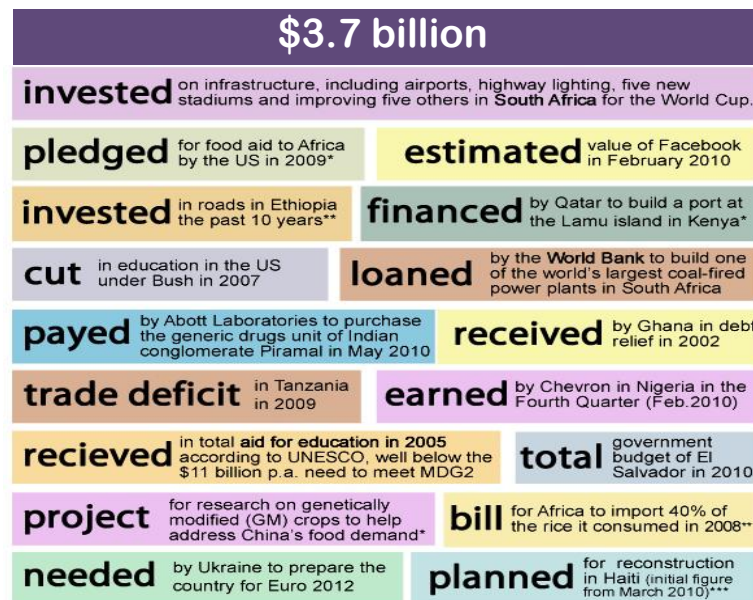 $3.7 billion
invested on infrastructure, including airports, highway lighting, five new
stadiums and improving five others in South Africa for the World Cup.
pledged for food aid to Africa
by the US in 2009*
estimated value of Facebook
in February 2010
invested in roads in Ethiopia
the past 10 years**
financed by Qatar to build a port at
the Lamu island in Kenya*
cut in education in the US
under Bush in 2007
loaned by the World Bank to build one
of the world's largest coal-fired
power plants in South Africa
payed by Abott Laboratories to purchase
the generic drugs unit of Indian
conglomerate Piramal in May 2010
received by Ghana in debt
relief in 2002
trade deficit in Tanzania
in 2009
earned by Chevron in Nigeria in the
Fourth Quarter (Feb.2010)
recieved in total aid for education in 2005
according to UNESCO, well below the
$11 billion p.a. need to meet MDG2
total government
budget of El
Salvador in 2010
project for research on genetically
modified (GM) crops to help
address China's food demand*
bill for Africa to import 40% of
the rice it consumed in 2008**
needed by Ukraine to prepare the
country for Euro 2012
planned for reconstruction
in Haiti (initial figure
from March 2010)***